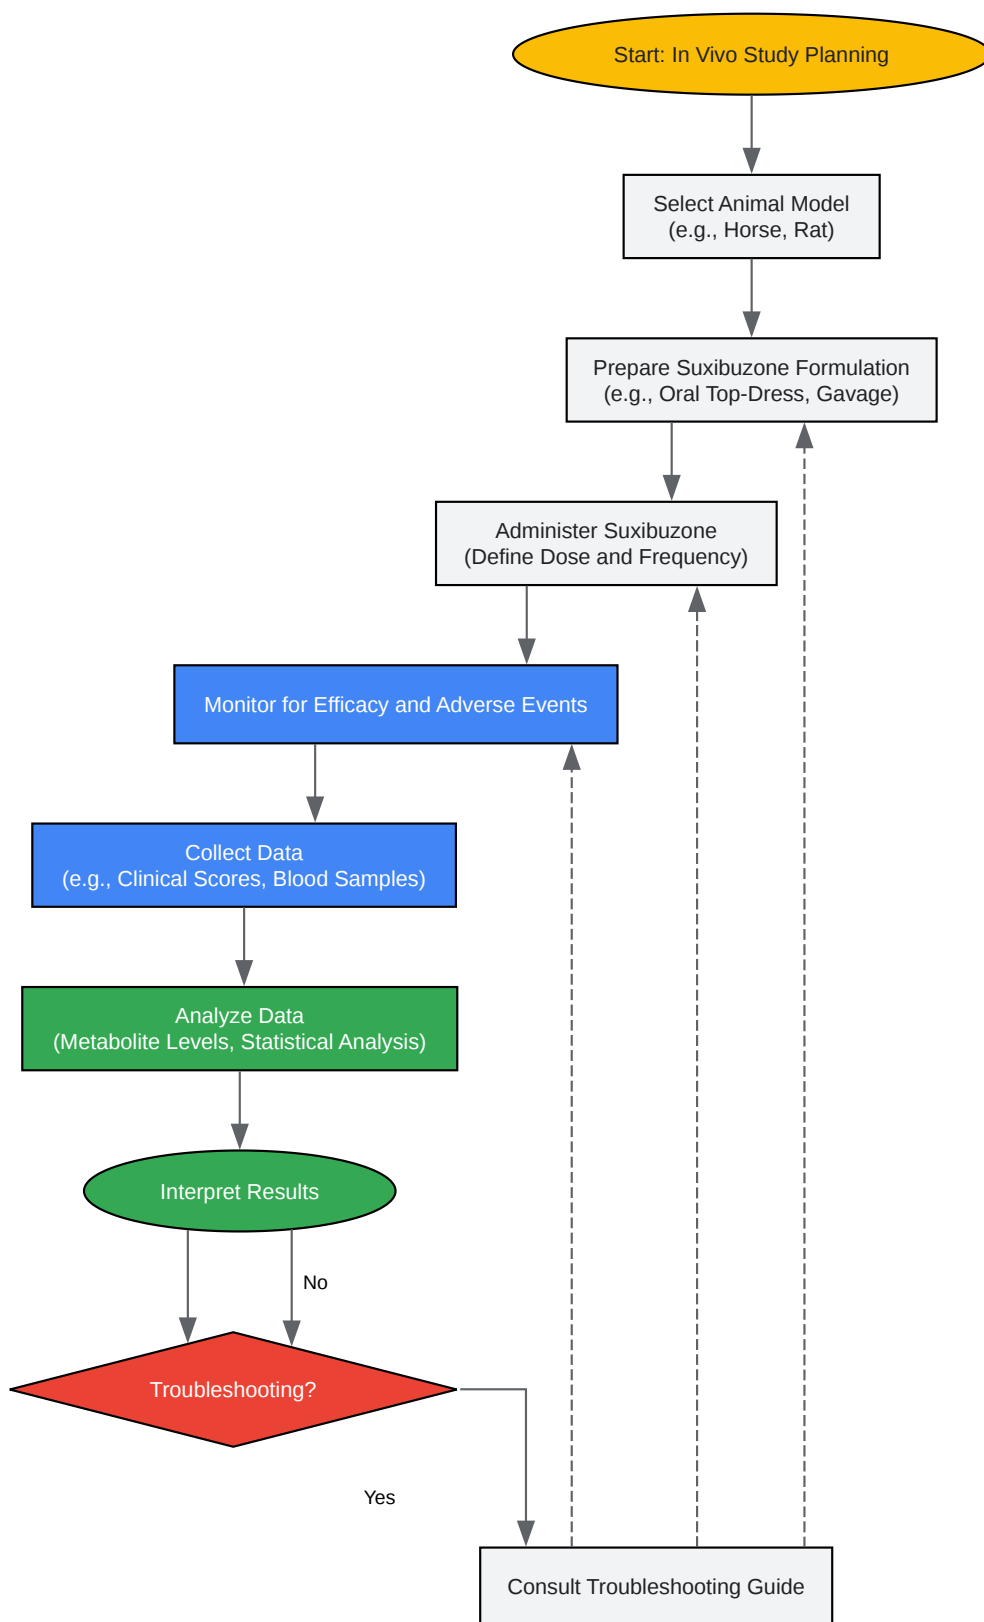 Start: In Vivo Study Planning
Select Animal Model
(e.g., Horse, Rat)
Prepare Suxibuzone Formulation
(e.g., Oral Top-Dress, Gavage)
Administer Suxibuzone
(Define Dose and Frequency)
Monitor for Efficacy and Adverse Events
Collect Data
(e.g., Clinical Scores, Blood Samples)
Analyze Data
(Metabolite Levels, Statistical Analysis)
Interpret Results
No
Troubleshooting?
Yes
Consult Troubleshooting Guide